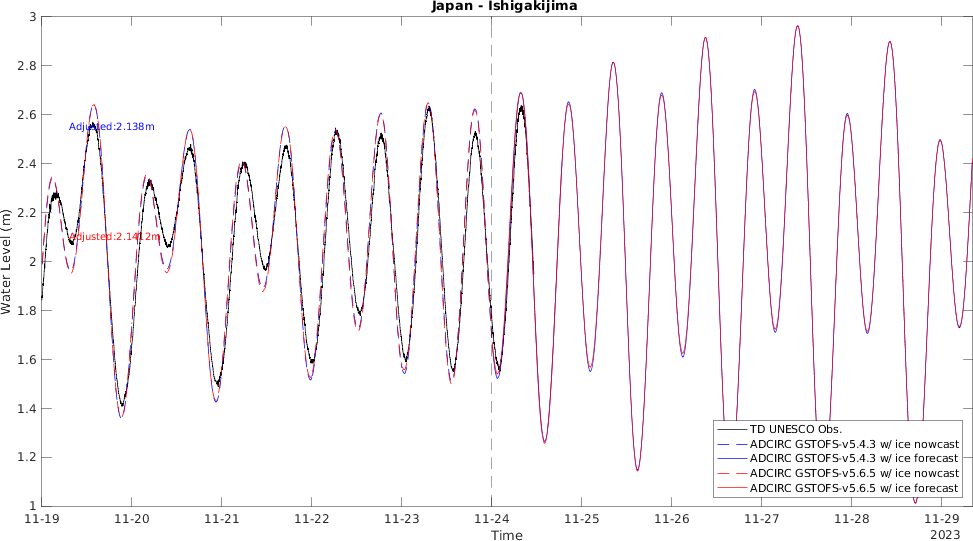 Japan - Ishigakijima
3
2.8
2.6
2.4
2.2
2
1.8
1.6
1.4
1.2
1
Water Level (m)
Adjusted:2.138m
Adjusted:2.1412m
TD UNESCO Obs.
ADCIRC GSTOFS-v5.4.3 w/ ice nowcast
ADCIRC GSTOFS-v5.4.3 w/ ice forecast
ADCIRC GSTOFS-v5.6.5 w/ ice nowcast
ADCIRC GSTOFS-v5.6.5 w/ ice forecast
11-19 11-20 11-21 11-22 11-23 11-24 11-25 11-26 11-27 11-28 11-29
Time 2023